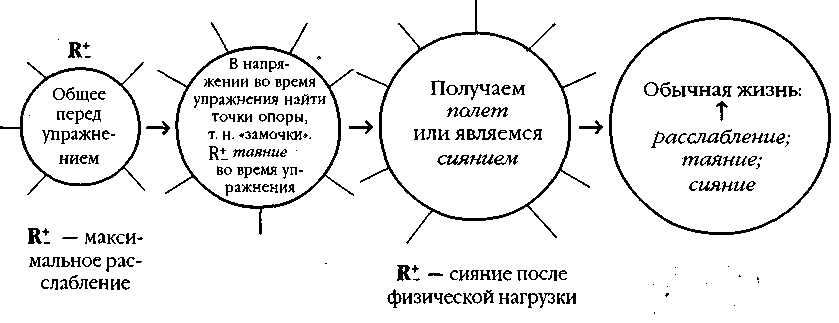 R±
Общее
перед
упражне-
нием
R± — макси-
мальное рас-
слабление
В напря-
жении во время
упражнения найти
точки опоры,
т. н. «замочки».
R± таяние
во время уп-
ражнения
Получаем
полет
или являемся
сиянием
R± — сияние после
физической нагрузки
Обычная жизнь:
↑
расслабление;
таяние;
сияние